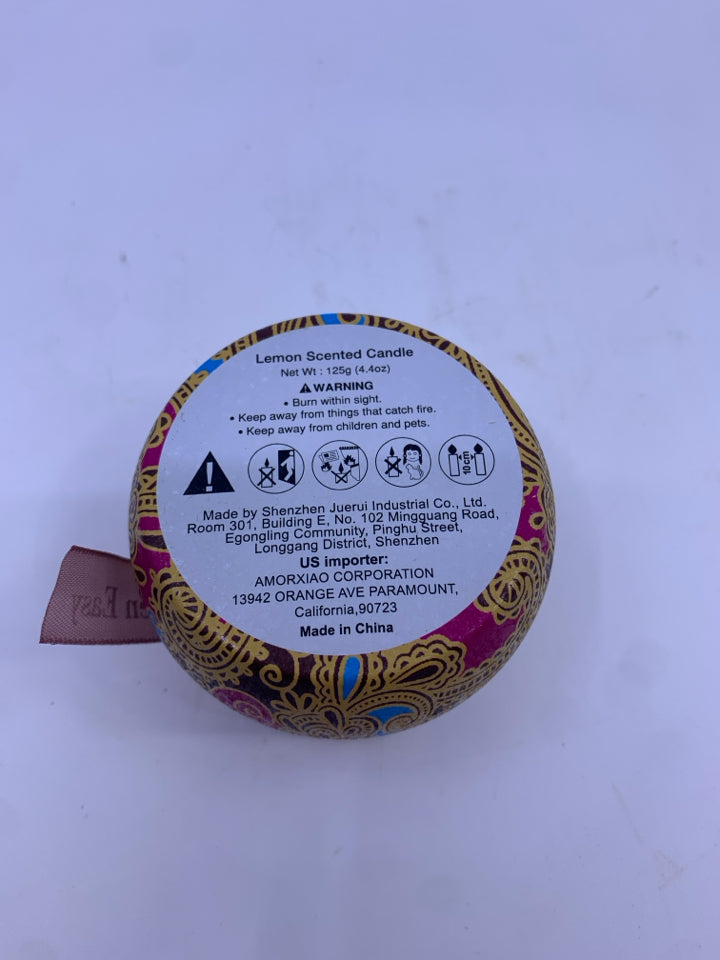 Lemon Scented Candle
Net Wt : 125g (4.4oz)
WARNING
• Burn within sight.
• Keep away from things that catch fire.
• Keep away from children and pets.
10cm
Made by Shenzhen Juerui Industrial Co., Ltd.
Room 301, Building E, No. 102 Mingguang Road,
Egongling Community, Pinghu Street,
Longgang District, Shenzhen
US importer:
AMORXIAO CORPORATION
13942 ORANGE AVE PARAMOUNT,
California,90723
Made in China
en Easy